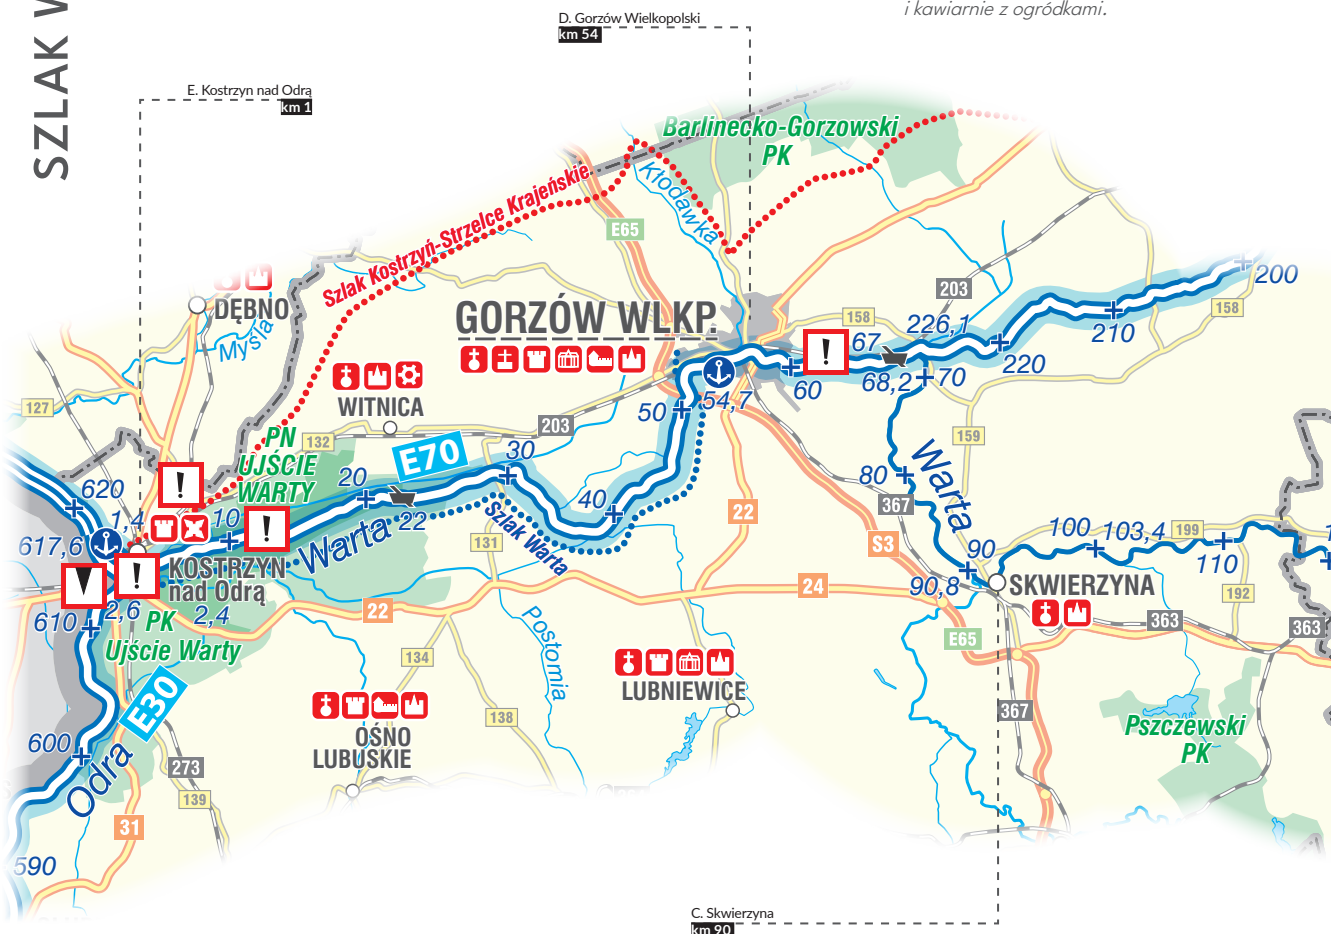 i kawiarnie z ogródkami.
D. Gorzów Wielkopolski
km 54
E. Kostrzyn nad Odrą
km 1
SZLAK
Barlinecko-Gorzowski
PK
Kłodawka
Szlak Kostrzyń-Strzelce Krajeńskie
E65
DĘBNO
Myśla
GORZÓW WLKP.
203
158
67
226,1
200
158
210
220
60
68,2
70
54,7
50
WITNICA
127
132
203
159
PN
UJŚCIE
WARTY
E70
30
20
22
40
Warta
Szlak Warta
Warta
80
367
22
S3
620
1,4
10
617,6
KOSTRZYN
nad Odrą
610
2,6
2,4
PK
Ujście Warty
131
22
24
100
103,4
199
110
1
90
90,8
SKWIERZYNA
192
363
363
E65
134
Postomia
LUBNIEWICE
367
Pszczewski
PK
E30
OŚNO
LUBUSKIE
138
600
Odra
273
139
31
590
C. Skwierzyna
km 90